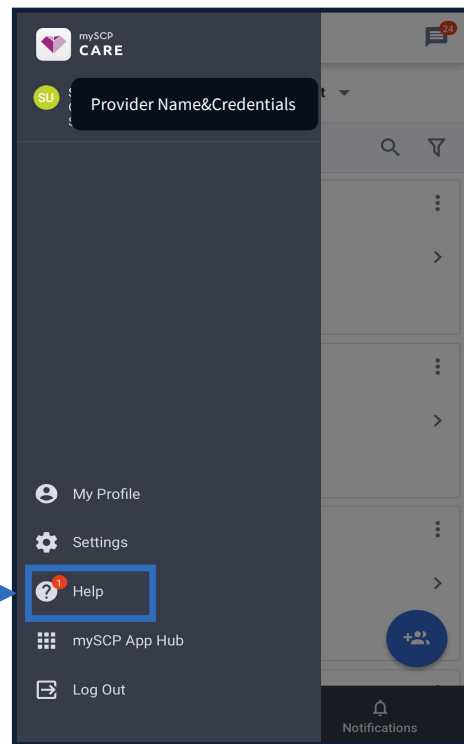 mySCP
CARE
24
SU
Provider Name&Credentials
t
My Profile
Settings
1
Help
mySCP App Hub
Log Out
Notifications